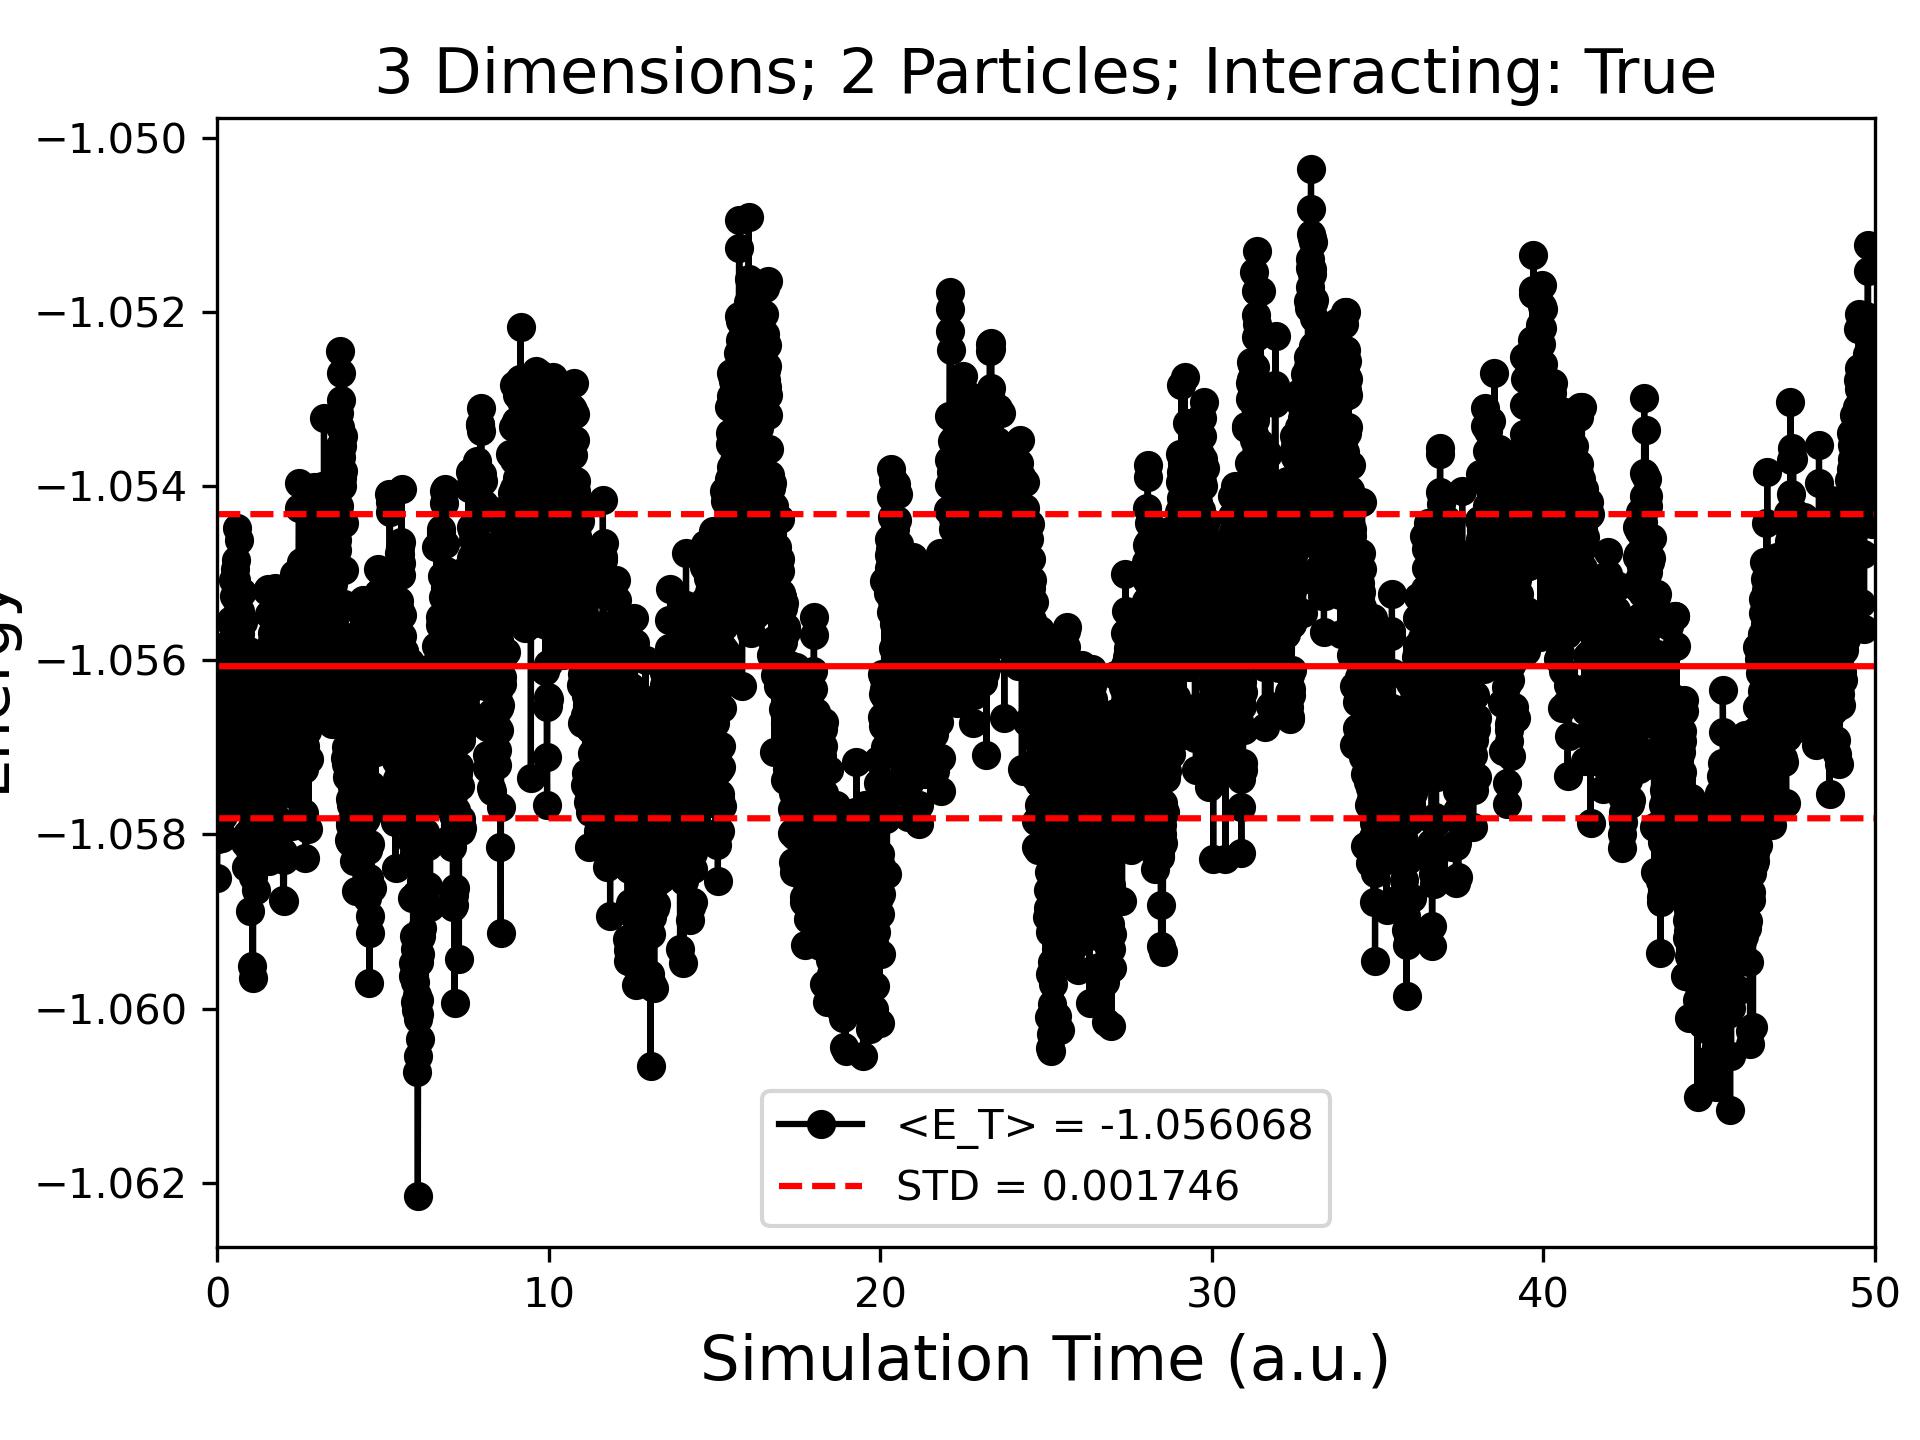 3 Dimensions; 2 Particles; Interacting: True
Energy
−1.050
−1.052
−1.054
−1.056
−1.058
−1.060
−1.062
<E_T> = -1.056068
STD = 0.001746
0 10 20 30 40 50
Simulation Time (a.u.)